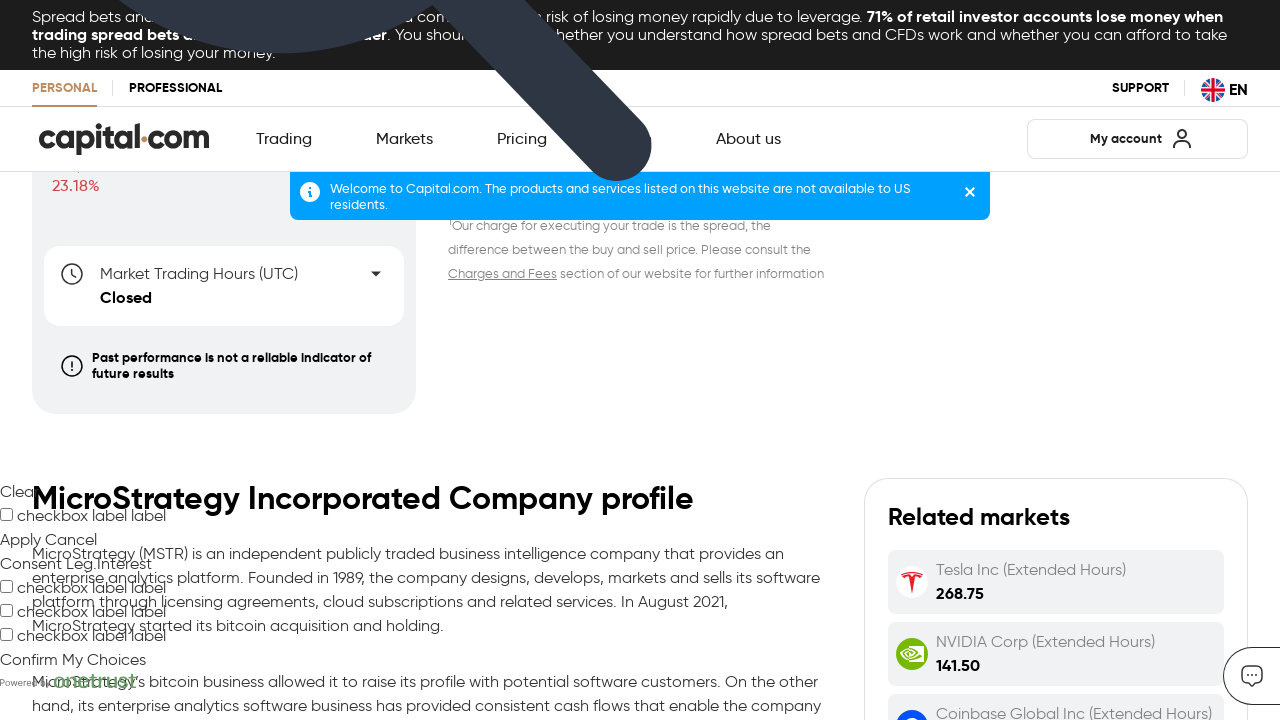 Spread bets and com risk of losing money rapidly due to leverage. 71% of retail investor accounts lose money when
trading spread bets der. You shoul hether you understand how spread bets and CFDs work and whether you can afford to take
the high risk of losing your money.
PERSONAL PROFESSIONAL SUPPORT EN
capital.com Trading Markets Pricing About us My account
23.18%
Welcome to Capital.com. The products and services listed on this website are not available to US
residents.
¹Our charge for executing your trade is the spread, the
difference between the buy and sell price. Please consult the
Charges and Fees section of our website for further information
Market Trading Hours (UTC)
Closed
Past performance is not a reliable indicator of
future results
MicroStrategy Incorporated Company profile
MicroStrategy (MSTR) is an independent publicly traded business intelligence company that provides an
enterprise analytics platform. Founded in 1989, the company designs, develops, markets and sells its software
platform through licensing agreements, cloud subscriptions and related services. In August 2021,
MicroStrategy started its bitcoin acquisition and holding.
MicroStrategy's bitcoin business allowed it to raise its profile with potential software customers. On the other
hand, its enterprise analytics software business has provided consistent cash flows that enable the company
Clear
checkbox label label
Apply Cancel
Consent Leg.Interest
checkbox label label
checkbox label label
checkbox label label
Confirm My Choices
Powered by onetrust
Related markets
Tesla Inc (Extended Hours)
268.75
NVIDIA Corp (Extended Hours)
141.50
Coinbase Global Inc (Extended Hours)